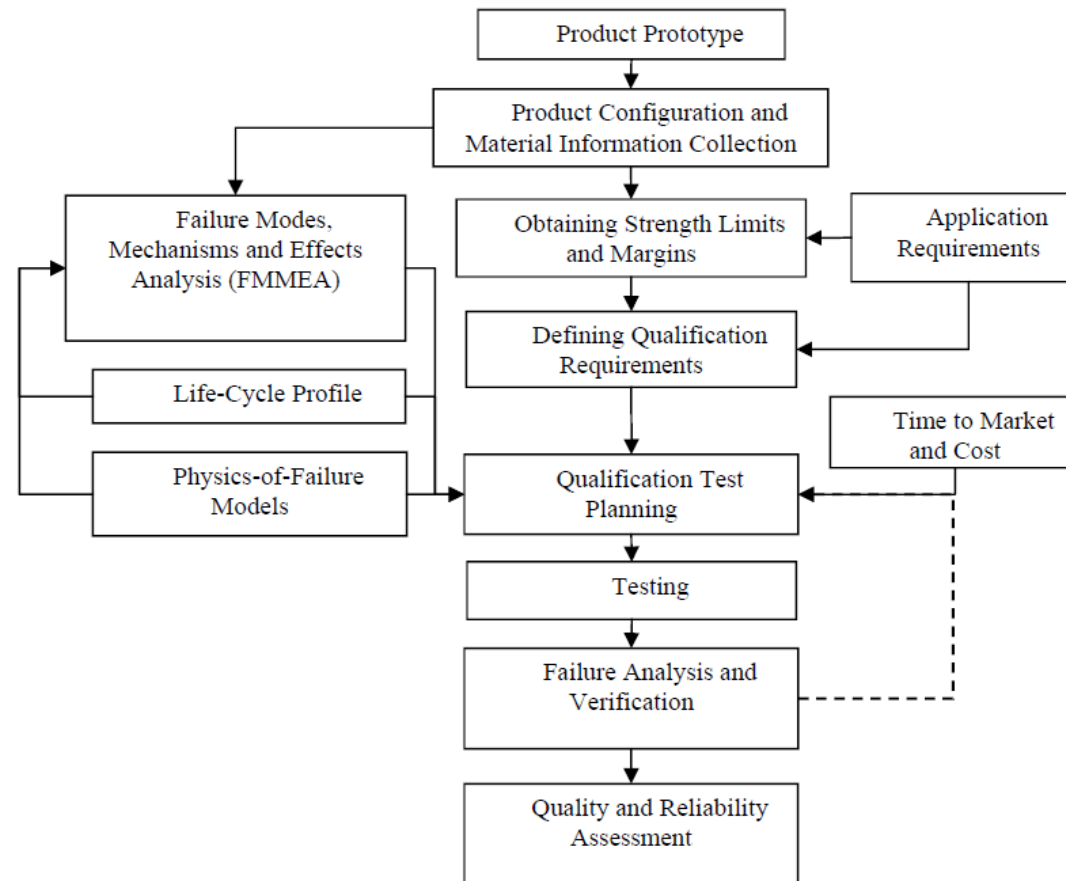 Product Prototype
Product Configuration and
Material Information Collection
Failure Modes,
Mechanisms and Effects
Analysis (FMMEA)
Obtaining Strength Limits
and Margins
Application
Requirements
Defining Qualification
Requirements
Life-Cycle Profile
Time to Market
and Cost
Physics-of-Failure
Models
Qualification Test
Planning
Testing
Failure Analysis and
Verification
Quality and Reliability
Assessment